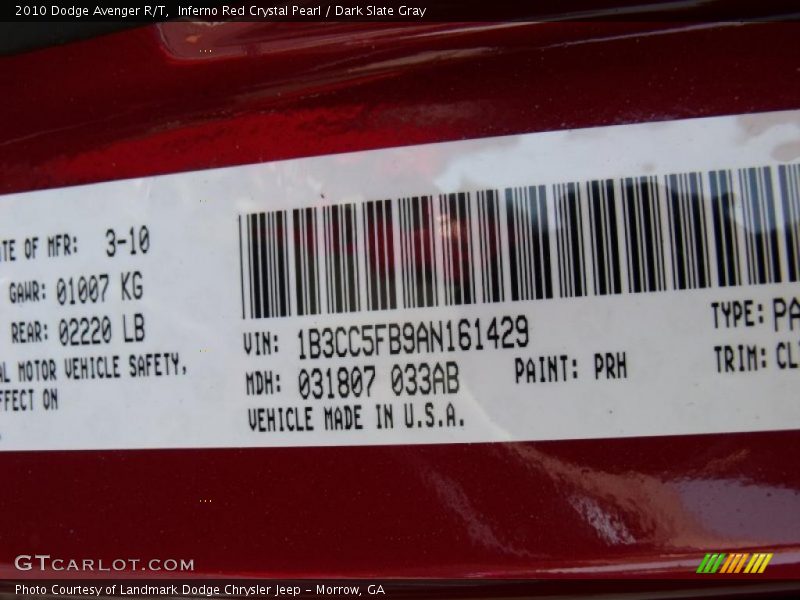 2010 Dodge Avenger R/T, Inferno Red Crystal Pearl / Dark Slate Gray
TE OF MFR: 3-10
GAWR: 01007 KG
REAR: 02220 LB
AL MOTOR VEHICLE SAFETY,
FFECT ON
VIN: 1B3CC5FB9AN161429
MDH: 031807 033AB
VEHICLE MADE IN U.S.A.
PAINT: PRH
TYPE: PA
TRIM: CL
GTCARLOT.COM
Photo Courtesy of Landmark Dodge Chrysler Jeep - Morrow, GA